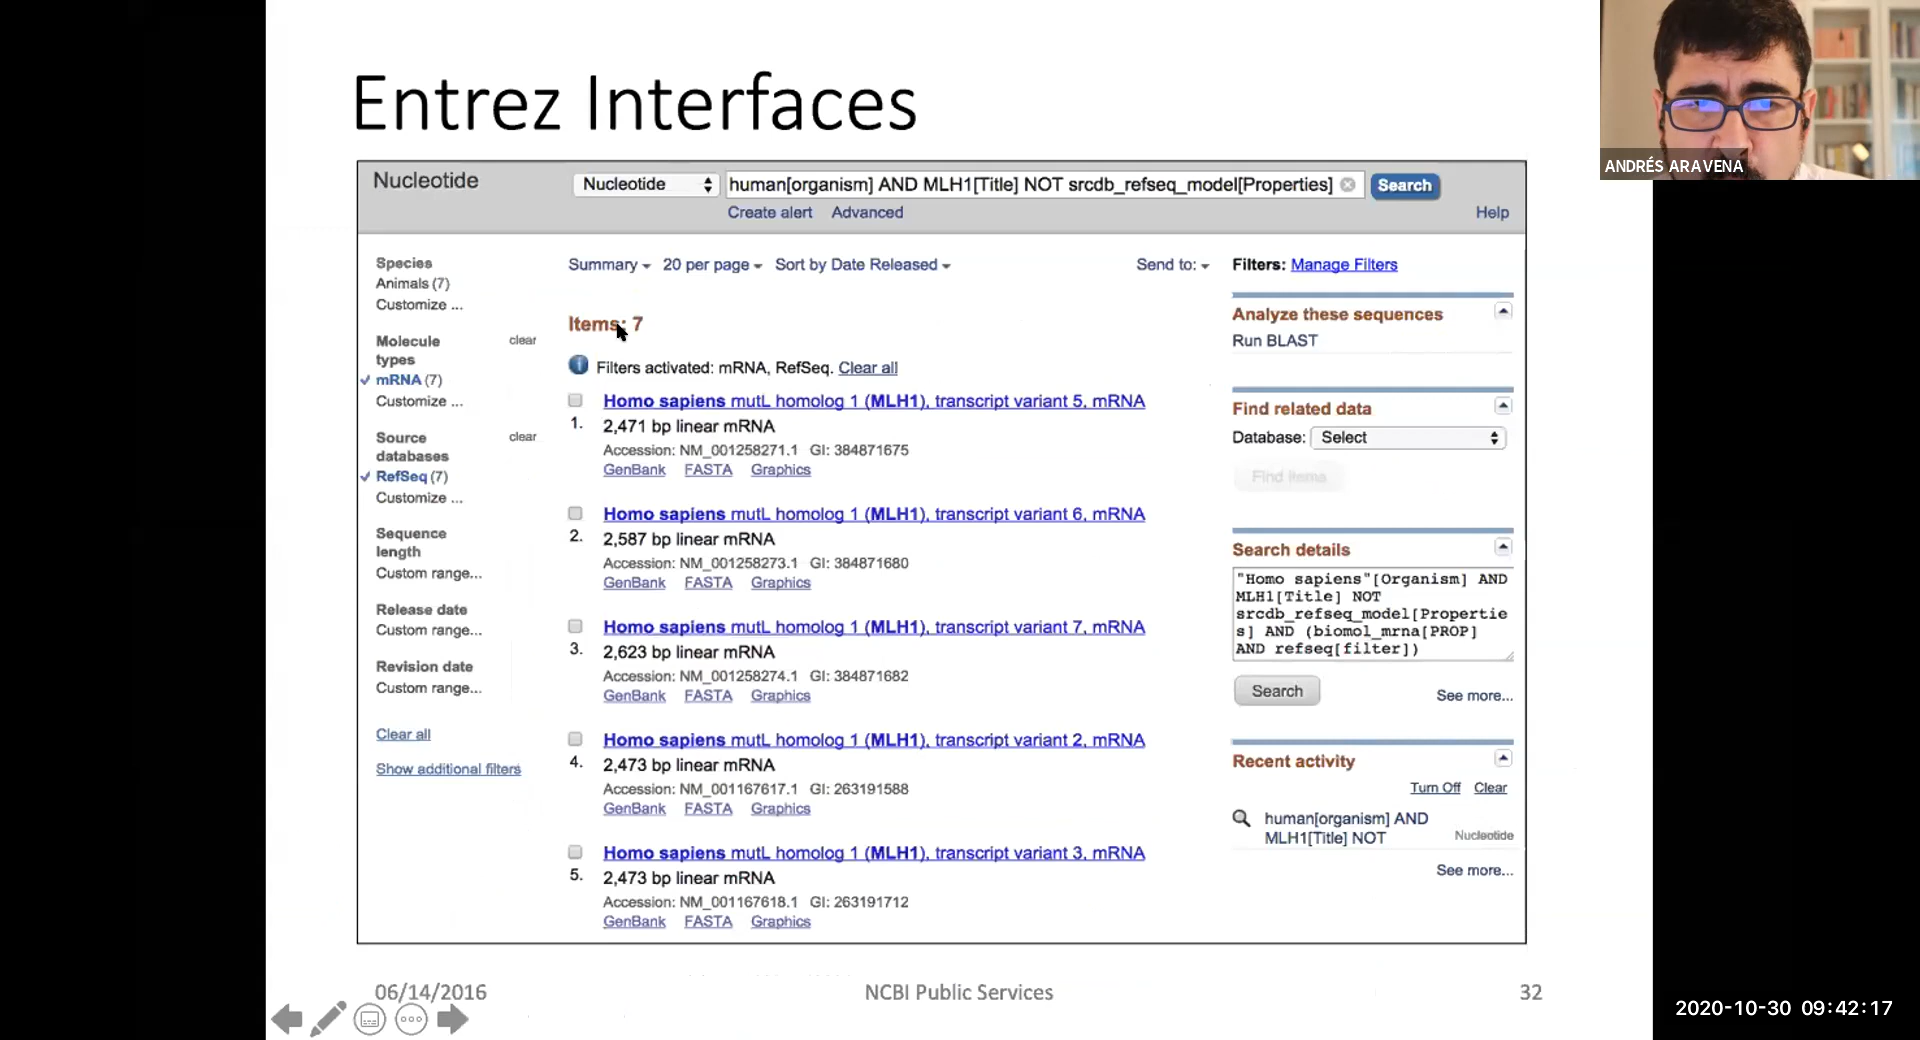 Entrez Interfaces
ANDRÉS ARAVENA
Nucleotide
Nucleotide
human[organism] AND MLH1[Title] NOT srcdb_refseq_model[Properties]
Search
Create alert Advanced
Help
Species
Animals (7)
Customize ...
Molecule
types
clear
mRNA (7)
Customize ...
Source
databases
clear
RefSeq (7)
Customize ...
Sequence
length
Custom range...
Release date
Custom range...
Revision date
Custom range...
Clear all
Show additional filters
Summary 20 per page Sort by Date Released
Send to:
Items: 7
Filters activated: mRNA, RefSeq. Clear all
Homo sapiens mutL homolog 1 (MLH1), transcript variant 5, mRNA
1. 2,471 bp linear mRNA
Accession: NM_001258271.1 GI: 384871675
GenBank FASTA Graphics
Homo sapiens mutL homolog 1 (MLH1), transcript variant 6, mRNA
2. 2,587 bp linear mRNA
Accession: NM_001258273.1 GI: 384871680
GenBank FASTA Graphics
Homo sapiens mutL homolog 1 (MLH1), transcript variant 7, mRNA
3. 2,623 bp linear mRNA
Accession: NM_001258274.1 GI: 384871682
GenBank FASTA Graphics
Homo sapiens mutL homolog 1 (MLH1), transcript variant 2, mRNA
4. 2,473 bp linear mRNA
Accession: NM_001167617.1 GI: 263191588
GenBank FASTA Graphics
Homo sapiens mutL homolog 1 (MLH1), transcript variant 3, mRNA
5. 2,473 bp linear mRNA
Accession: NM_001167618.1 GI: 263191712
GenBank FASTA Graphics
Filters: Manage Filters
Analyze these sequences
Run BLAST
Find related data
Database: Select
Find items
Search details
"Homo sapiens"[Organism] AND
MLH1[Title] NOT
srcdb_refseq_model[Propertie
s] AND (biomol_mrna[PROP]
AND refseq[filter])
Search
See more...
Recent activity
Turn Off Clear
human[organism] AND
MLH1[Title] NOT
Nucleotide
See more...
06/14/2016
NCBI Public Services
32
2020-10-30 09:42:17